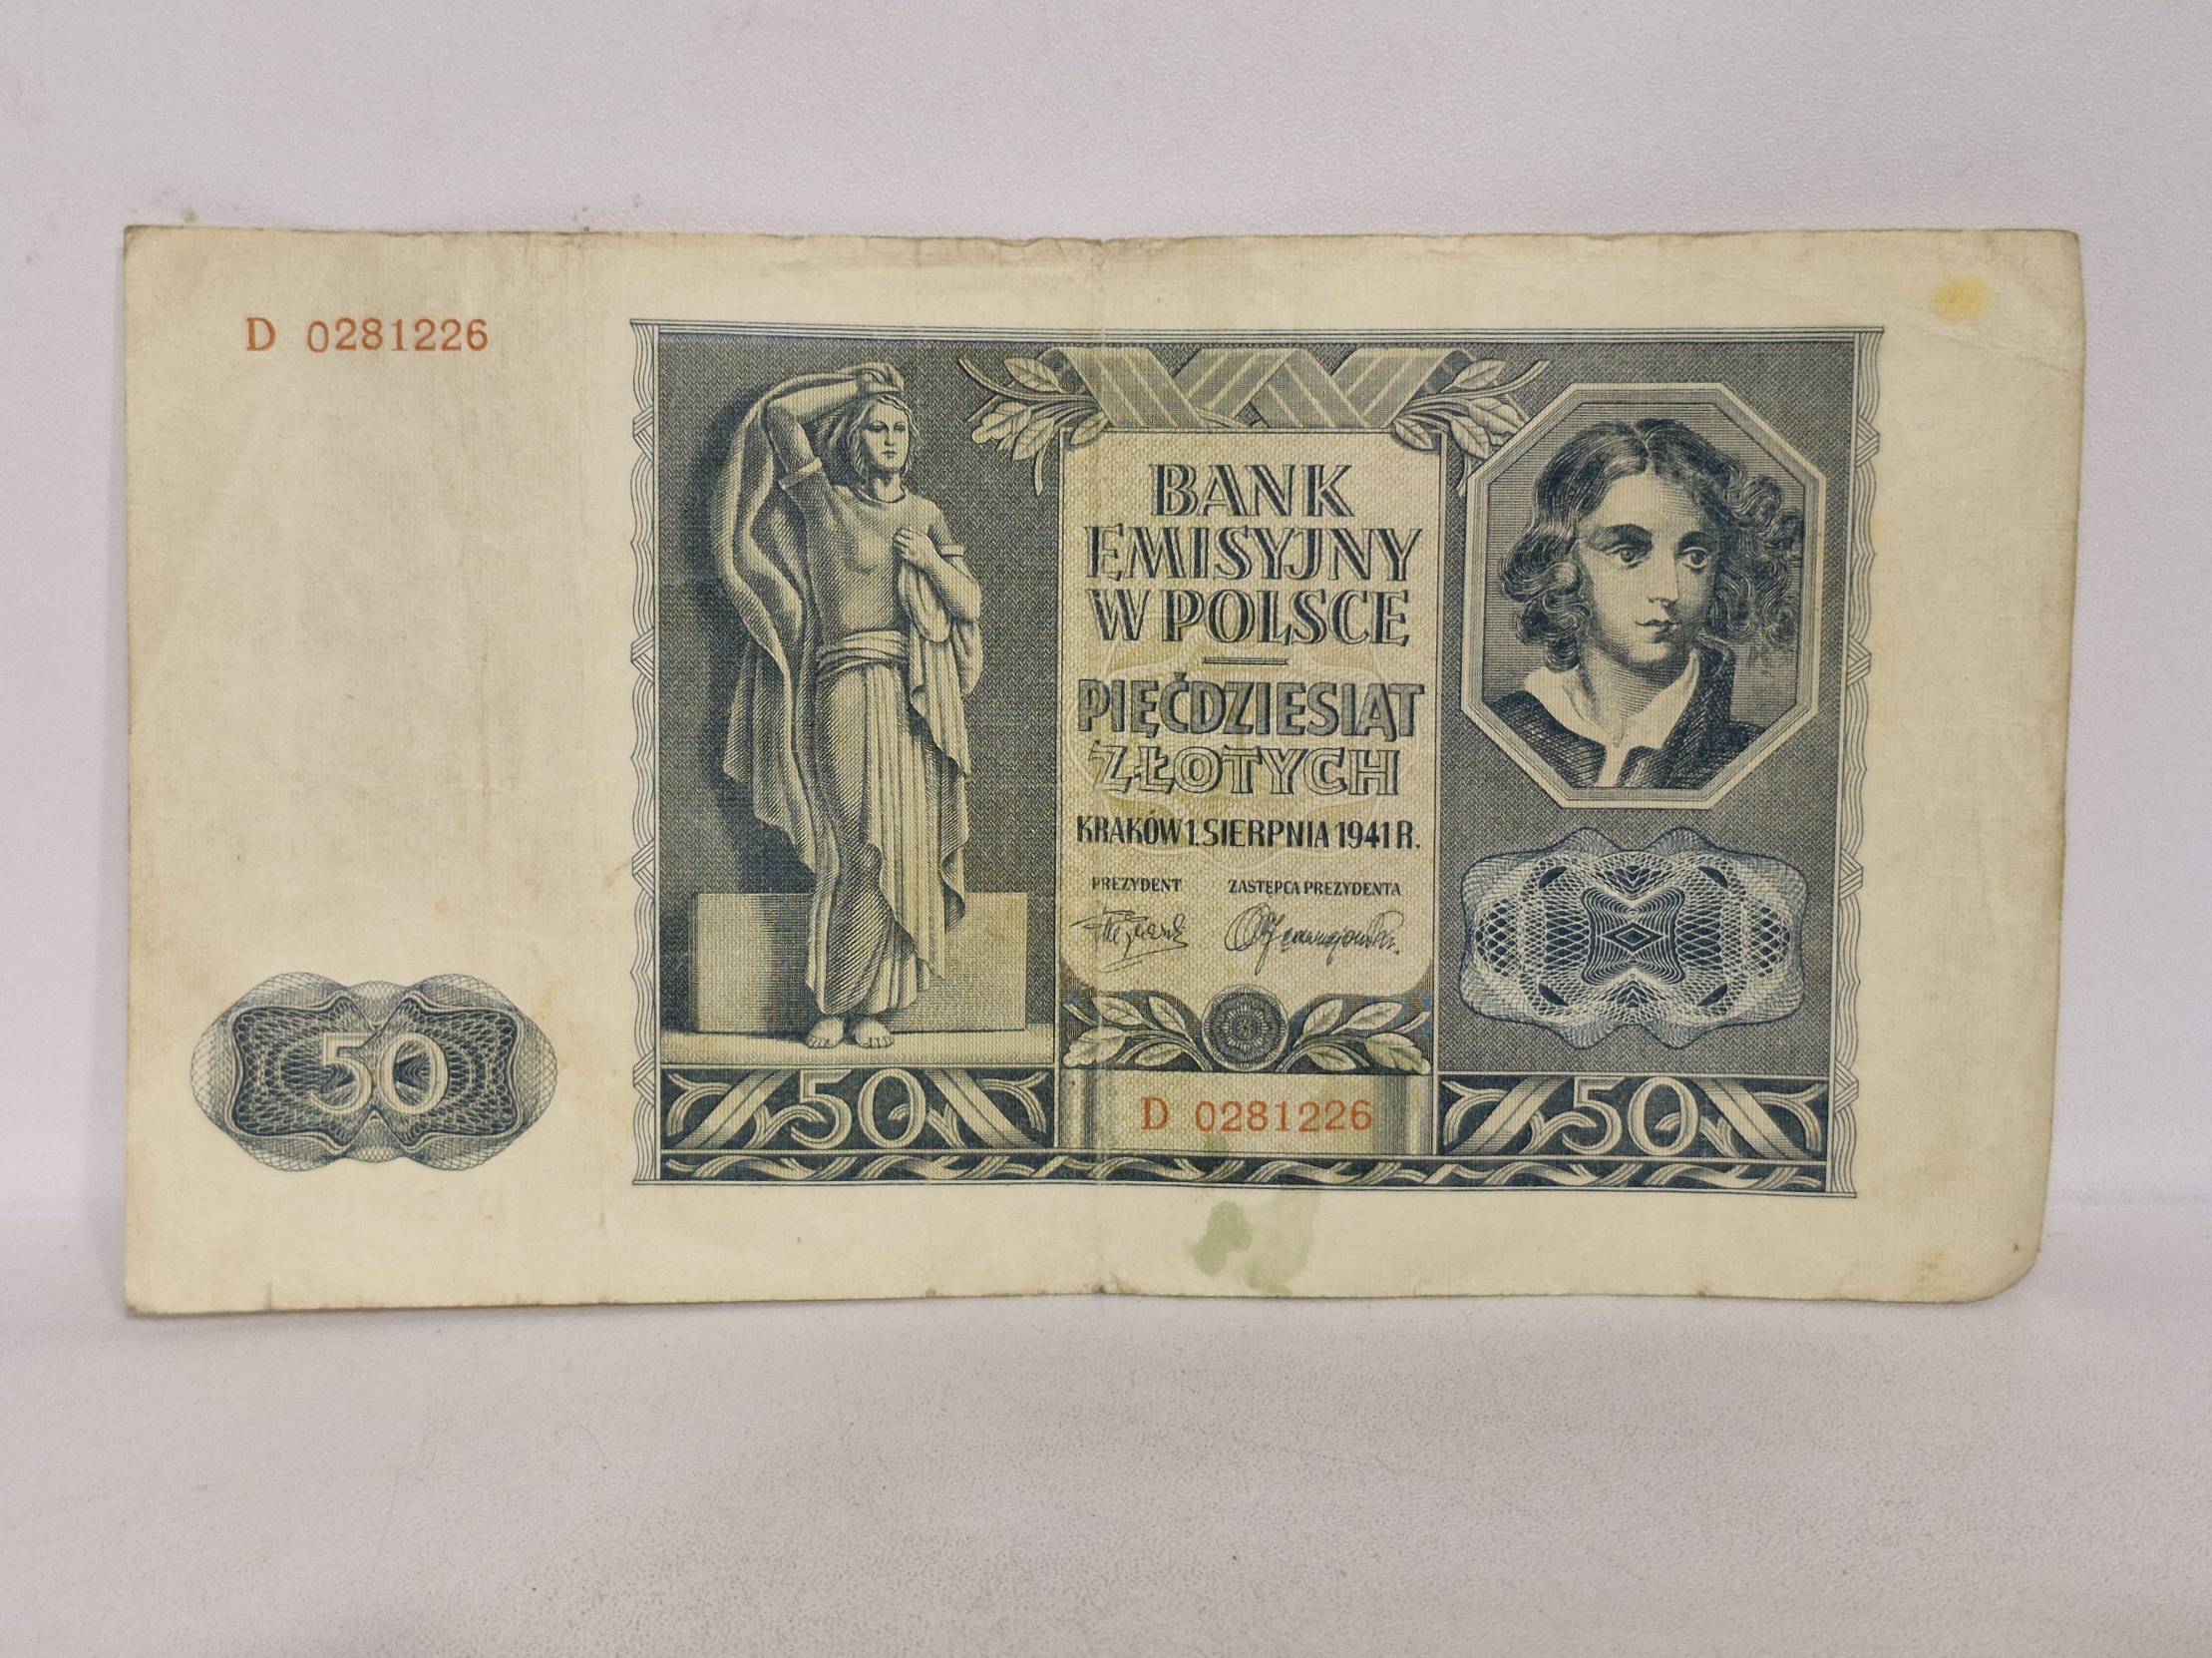 D 0281226
BANK
EMISYJNY
W POLSCE
PIĘĆDZIESIĄT
ZŁOTYCH
KRAKÓW 1. SIERPNIA 1941 R.
PREZYDENT ZASTĘPCA PREZYDENTA
50
50
D 0281226
50